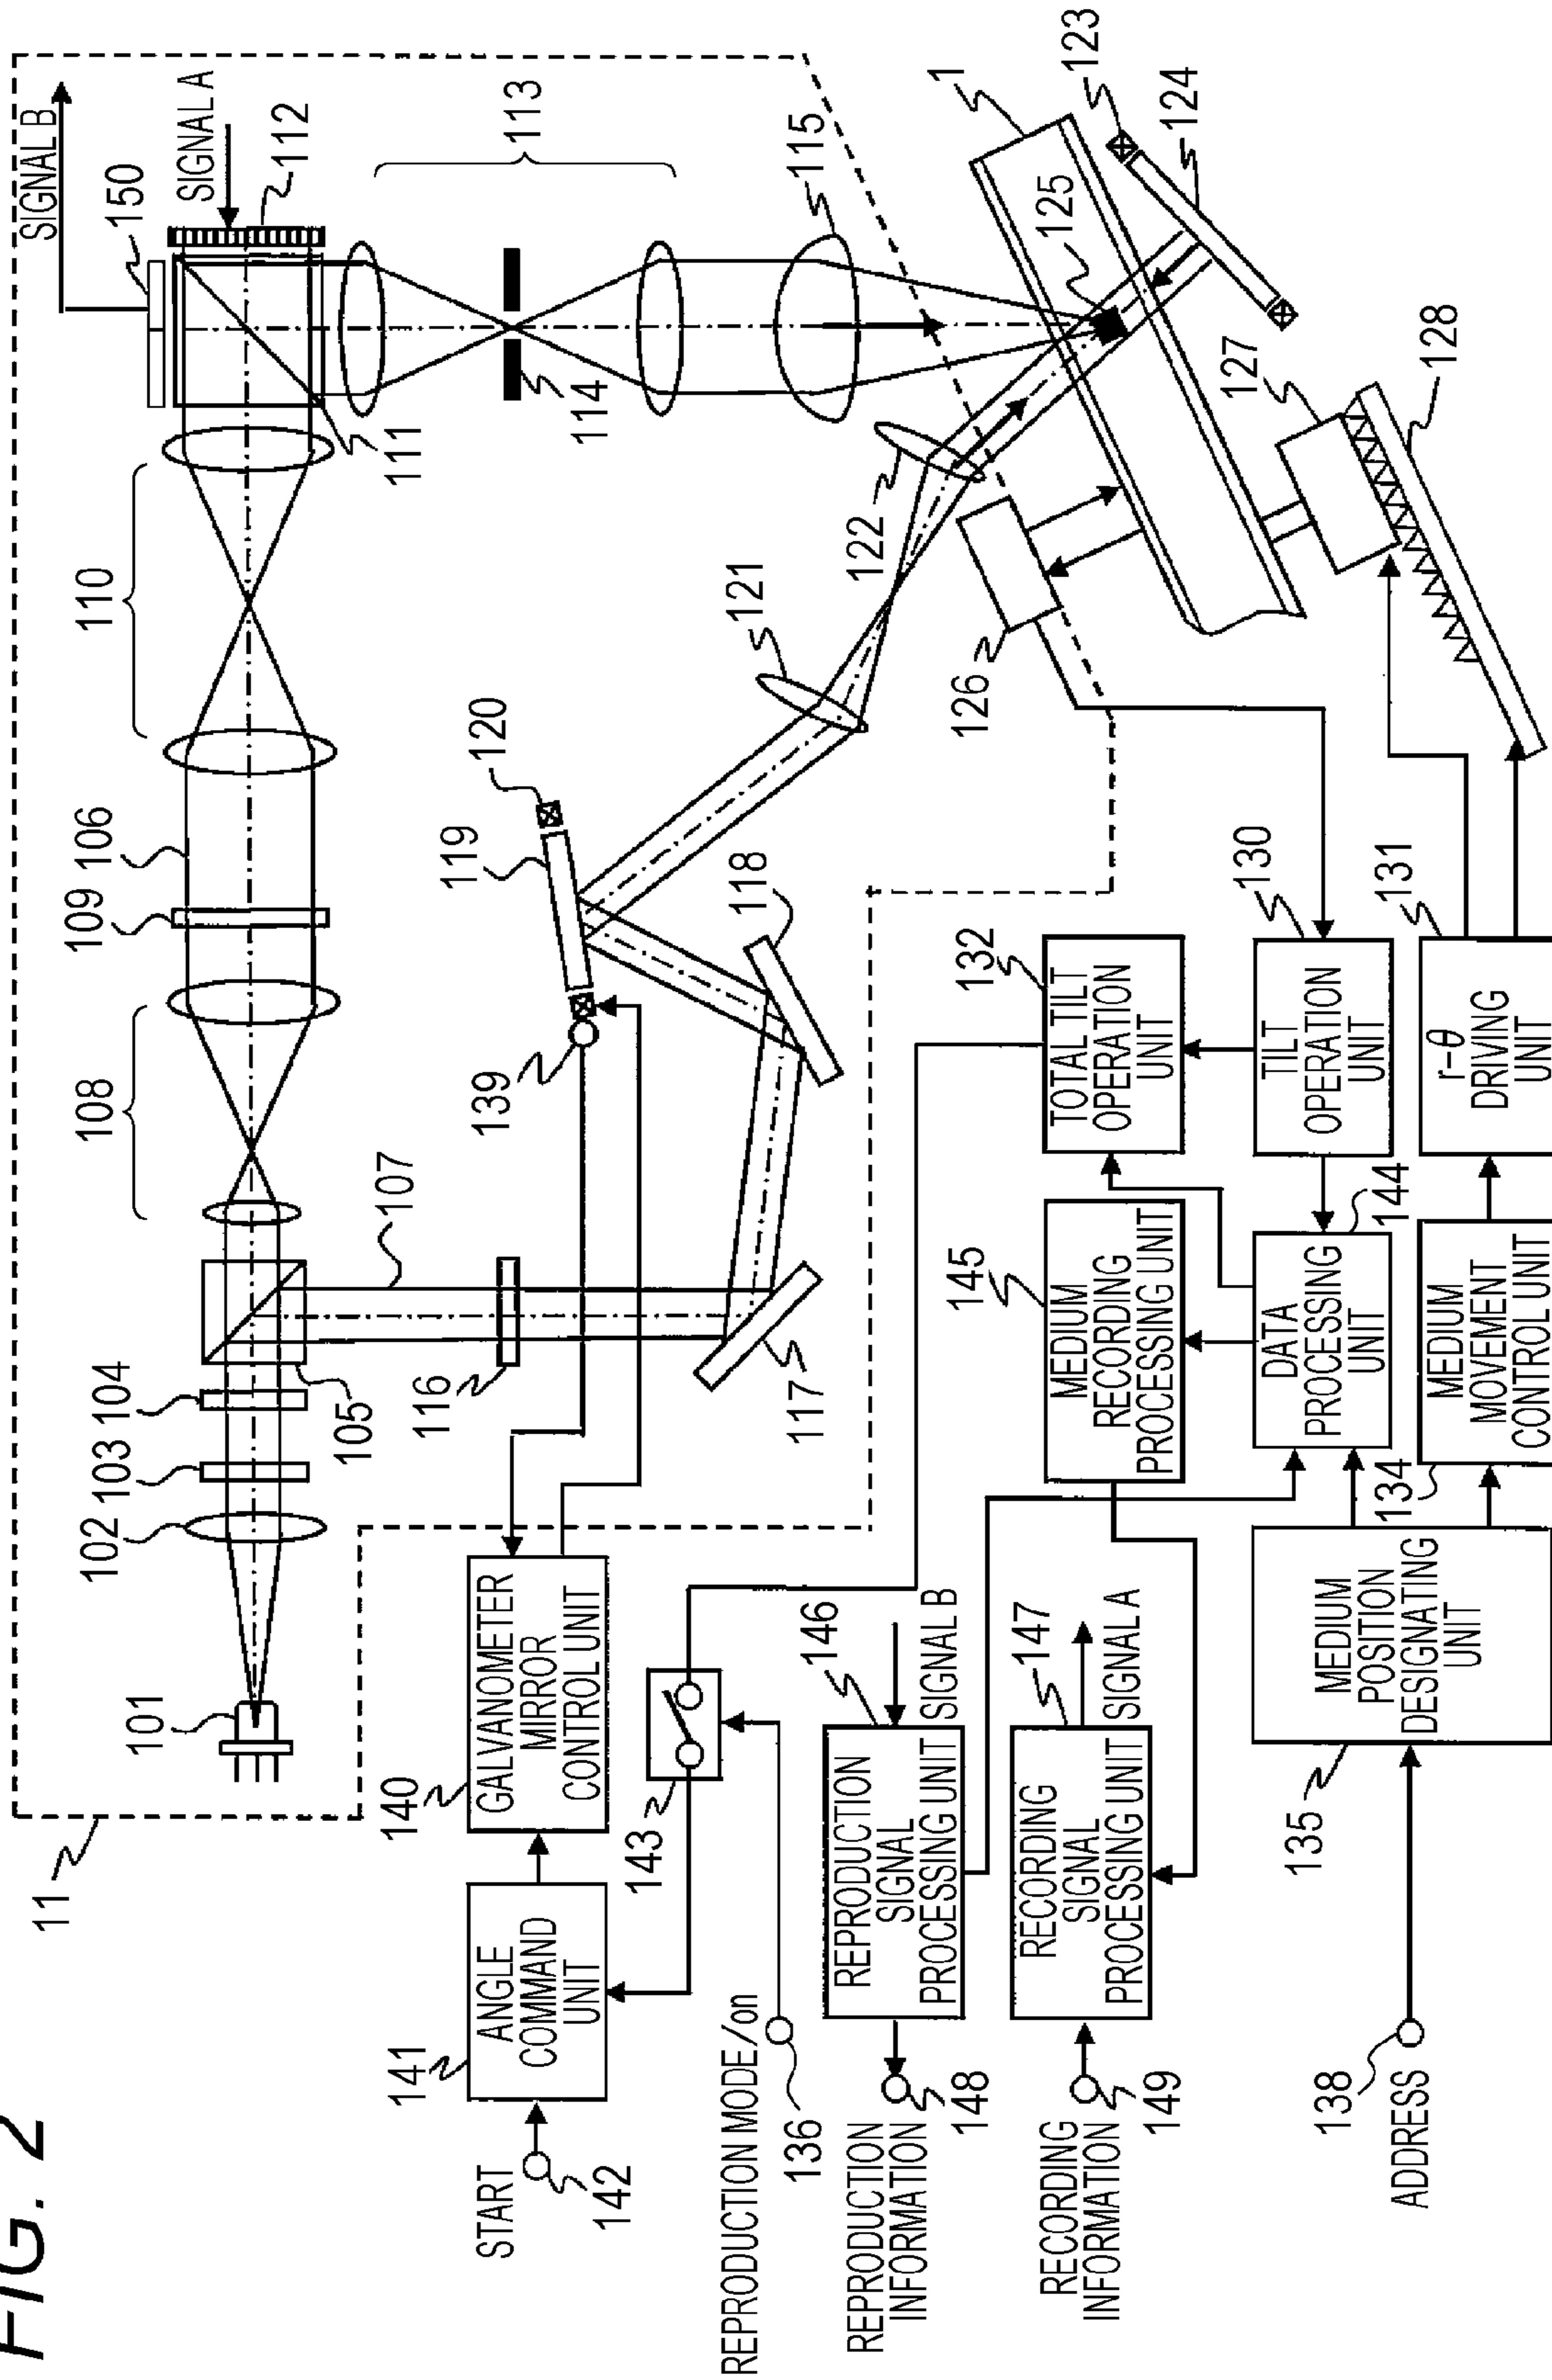 FIG. 2
11
101
102
103
104
105
108
109
106
110
SIGNAL B
150
SIGNAL A
112
111
113
114
115
107
116
117
118
119
120
139
121
122
125
1
123
124
126
127
128
START
142
141
ANGLE
COMMAND
UNIT
140
GALVANOMETER
MIRROR
CONTROL UNIT
143
REPRODUCTION MODE/on
136
132
TOTAL TILT
OPERATION
UNIT
130
TILT
OPERATION
UNIT
131
r-θ
DRIVING
UNIT
145
MEDIUM
RECORDING
PROCESSING UNIT
144
DATA
PROCESSING
UNIT
134
MEDIUM
MOVEMENT
CONTROL UNIT
146
SIGNAL B
REPRODUCTION
SIGNAL
PROCESSING UNIT
REPRODUCTION
INFORMATION
148
147
SIGNAL A
RECORDING
SIGNAL
PROCESSING UNIT
RECORDING
INFORMATION
149
135
MEDIUM
POSITION
DESIGNATING
UNIT
138
ADDRESS